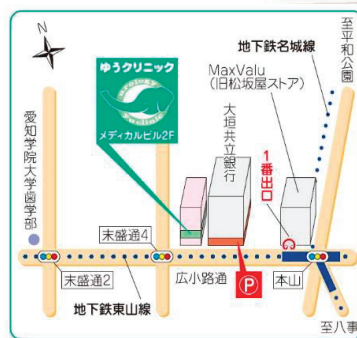 N
ゆうクリニック
urology
clinic
メディカルビル2F
愛知学院大学歯学部
地下鉄名城線
至平和公園
MaxValu
(旧松坂屋ストア)
大垣共立銀行
1番出口
末盛通4
末盛通2
広小路通
本山
P
地下鉄東山線
至八事